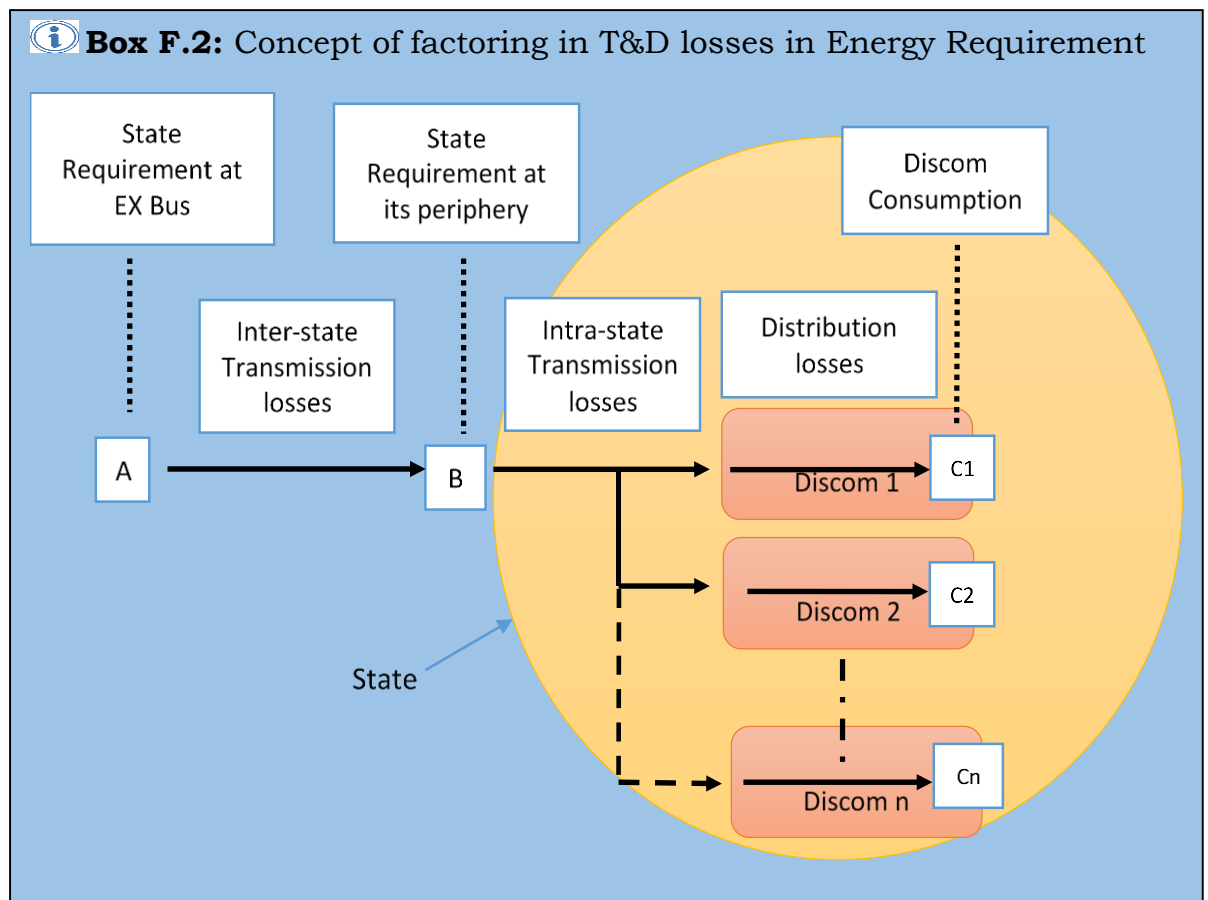 i Box F.2: Concept of factoring in T&D losses in Energy Requirement
State
Requirement at
EX Bus
State
Requirement at
its periphery
Discom
Consumption
Inter-state
Transmission
losses
Intra-state
Transmission
losses
Distribution
losses
A
B
Discom 1
C1
Discom 2
C2
State
Discom n
Cn